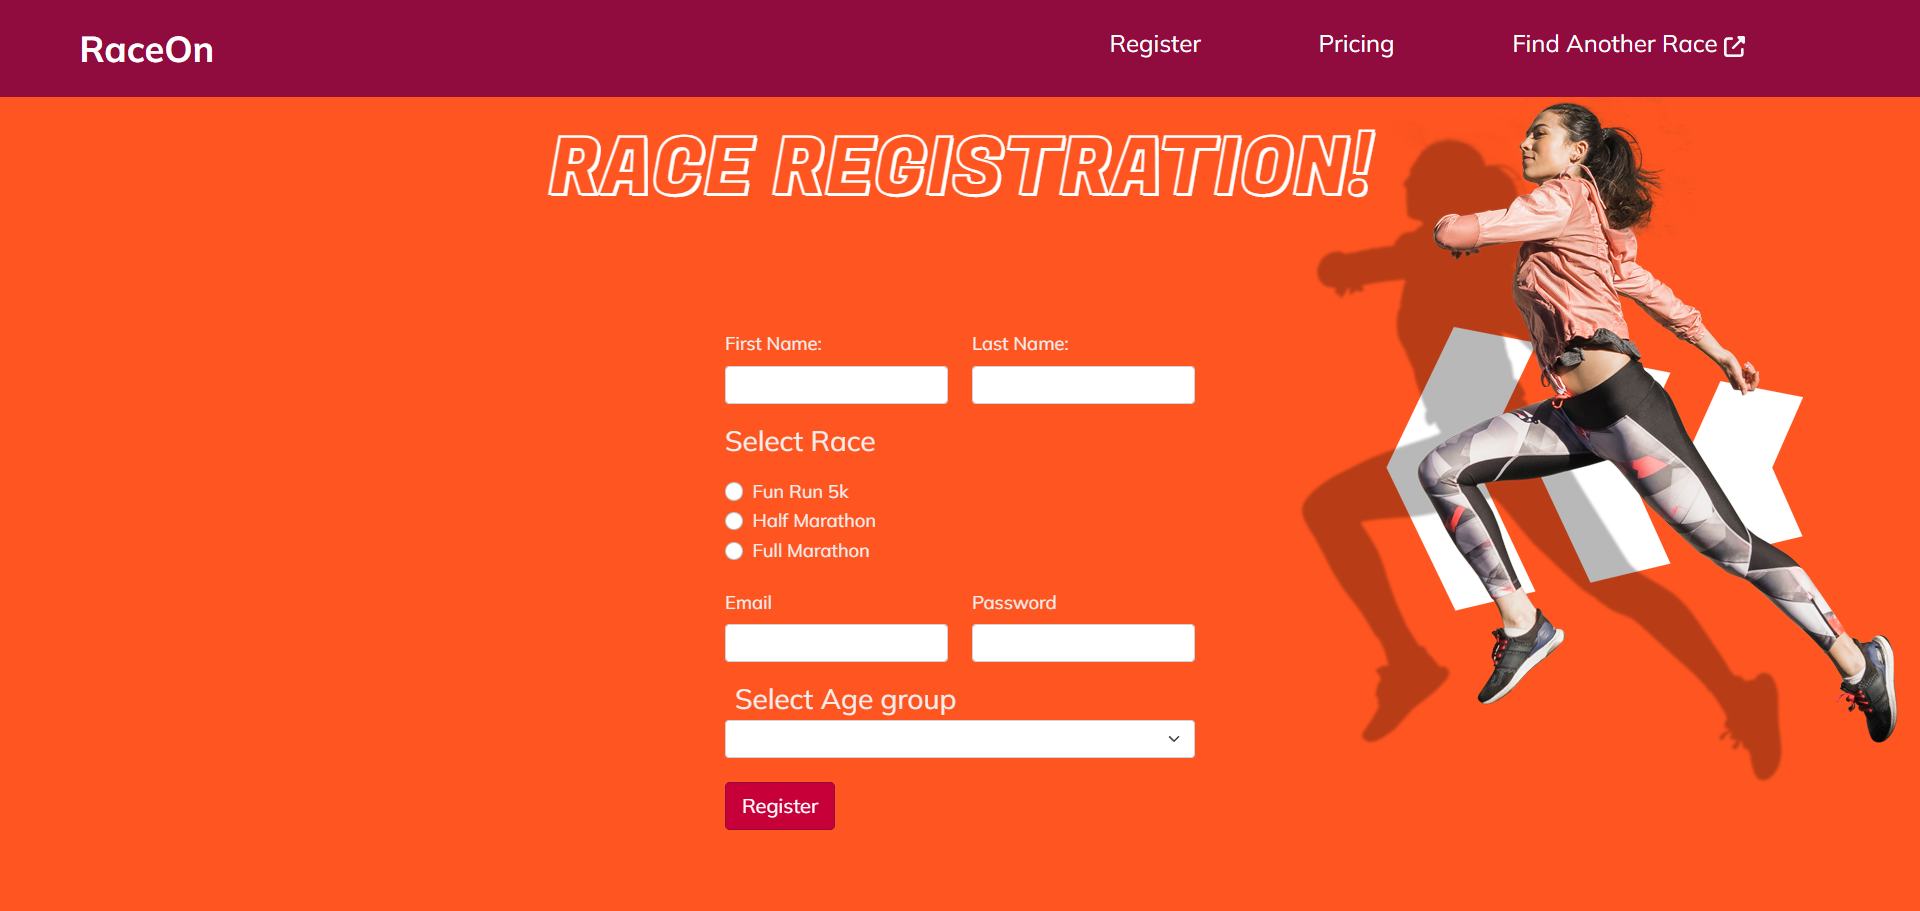 RaceOn
Register
Pricing
Find Another Race
RACE REGISTRATION!
First Name:
Last Name:
Select Race
Fun Run 5k
Half Marathon
Full Marathon
Email
Password
Select Age group
Register